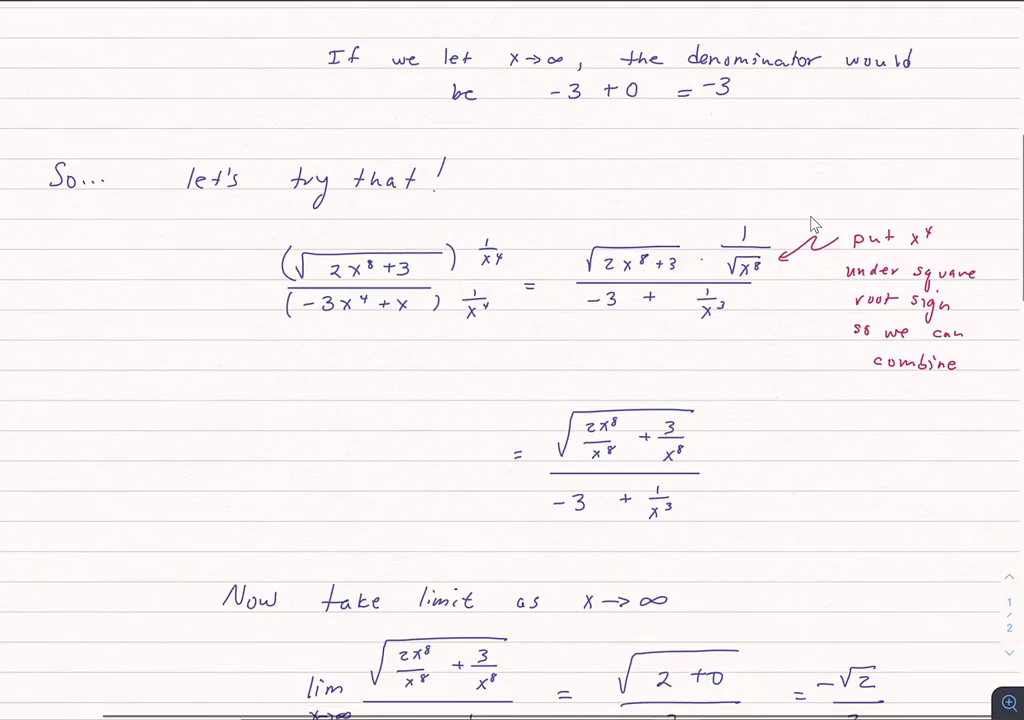 If we let x→∞, the denominator would
be -3 + 0 = -3
So... let's try that!
(√(2x⁸+3)) 1/x⁴ / (-3x⁴+x) 1/x⁴ = √(2x⁸+3) · 1/√x⁸ / -3 + 1/x³
put x⁴
under square
root sign
so we can
combine
= √(2x⁸/x⁸ + 3/x⁸) / -3 + 1/x³
Now take limit as x→∞
lim x→∞ √(2x⁸/x⁸ + 3/x⁸) = √(2+0) = -√2
1
/
2